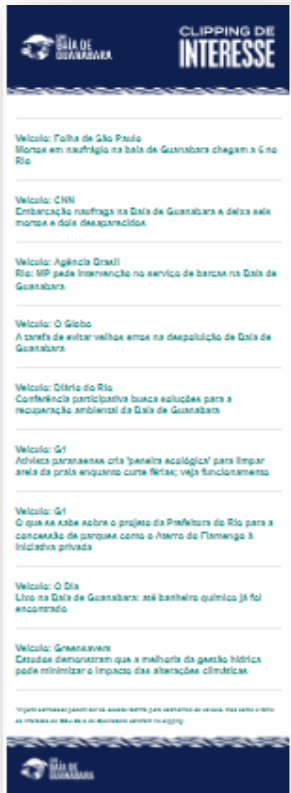 BAÍA DE
GUANABARA
CLIPPING DE
INTERESSE
Veículo: Folha de São Paulo
Mortos em naufrágio na baía de Guanabara chegam a 6 no
Rio
Veículo: CNN
Embarcação naufraga na Baía de Guanabara e deixa seis
mortos e dois desaparecidos
Veículo: Agência Brasil
Rio: MP pede intervenção no serviço de barcas na Baía de
Guanabara
Veículo: O Globo
A tarefa de evitar velhos erros na despoluição de Baía de
Guanabara
Veículo: Diário do Rio
Conferência participativa busca soluções para a
recuperação ambiental da Baía de Guanabara
Veículo: G1
Ativista paranaense cria 'peneira ecológica' para limpar
areia da praia enquanto curte férias; veja funcionamento
Veículo: G1
O que se sabe sobre o projeto da Prefeitura do Rio para a
concessão de parques como o Aterro do Flamengo à
iniciativa privada
Veículo: O Dia
Lixo na Baía de Guanabara: até banheiro químico já foi
encontrado
Veículo: Greensavers
Estudos demonstram que a melhoria da gestão hídrica
pode minimizar o impacto das alterações climáticas
BAÍA DE
GUANABARA